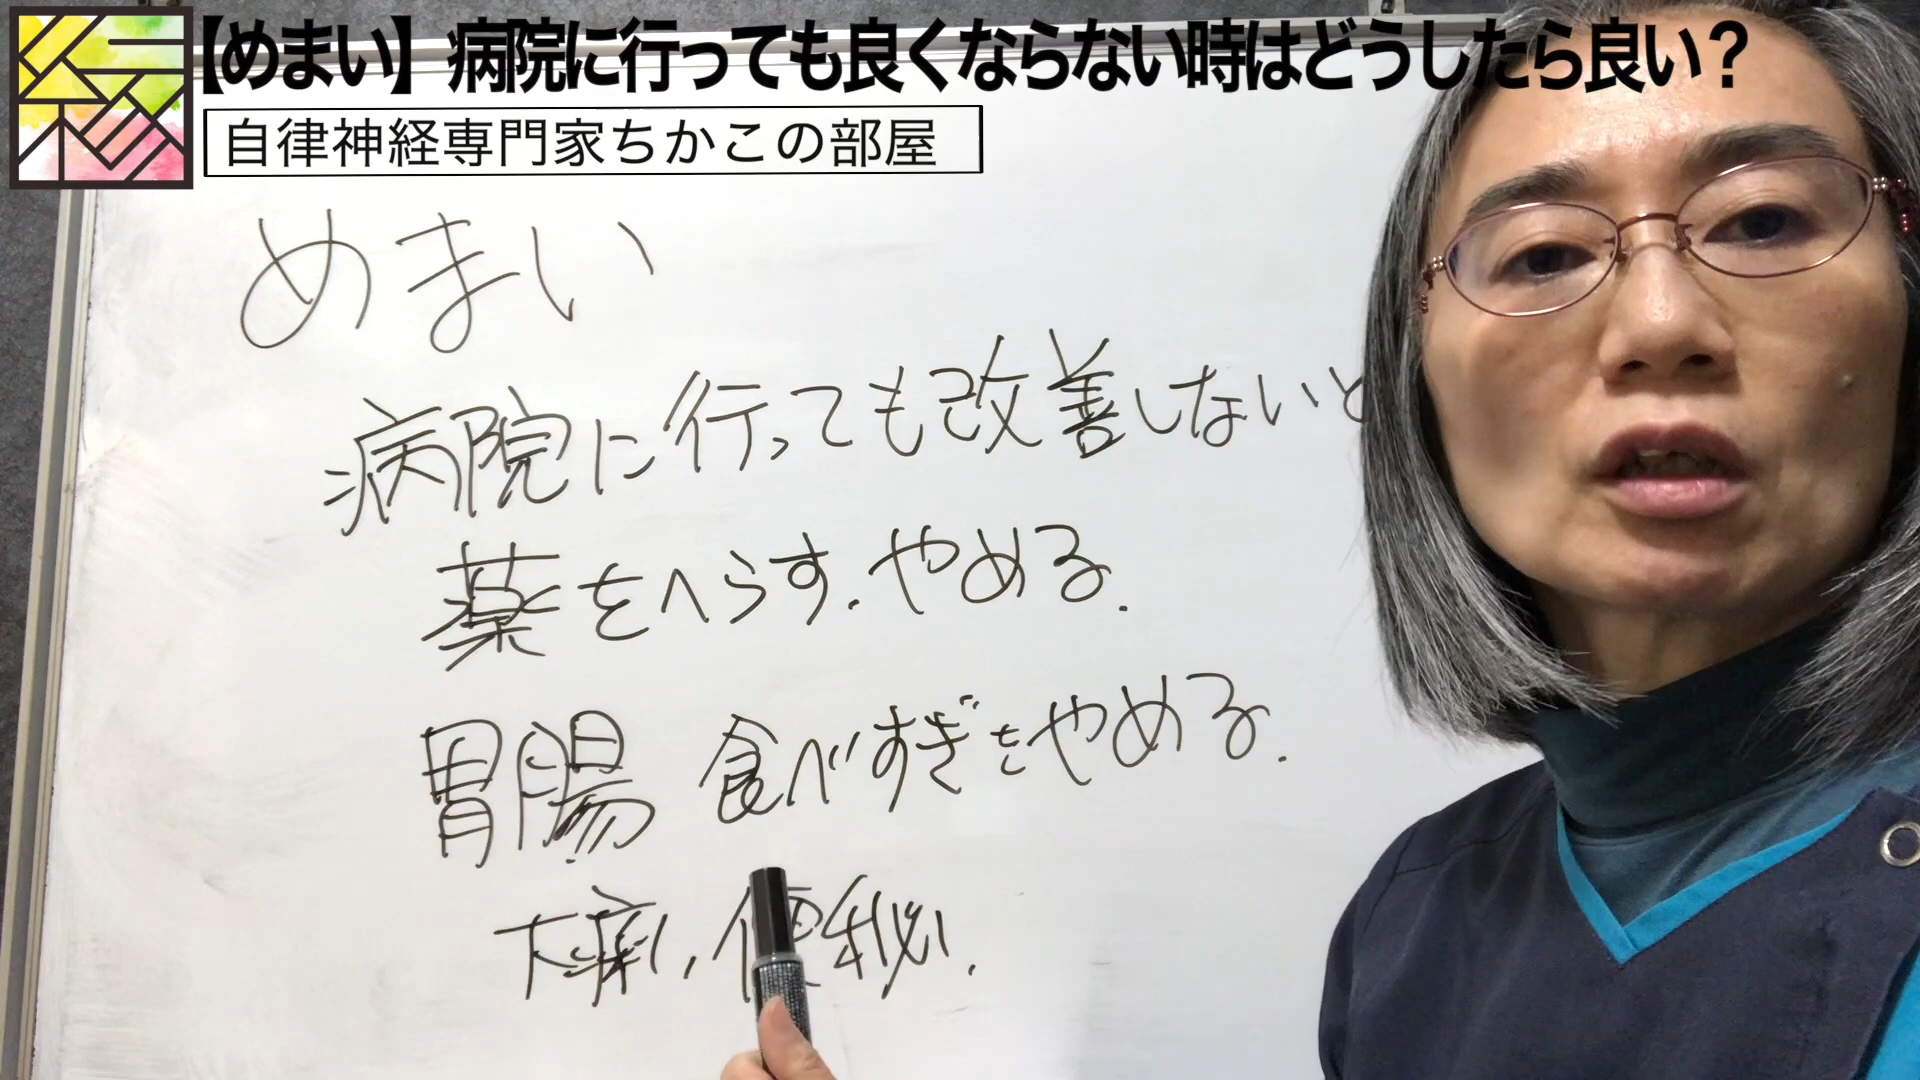 【めまい】病院に行っても良くならない時はどうしたら良い？
自律神経専門家ちかこの部屋
めまい
病院に行っても改善しないと
薬をへらす.やめる.
胃腸 食べすぎをやめる.
下痢,便秘.